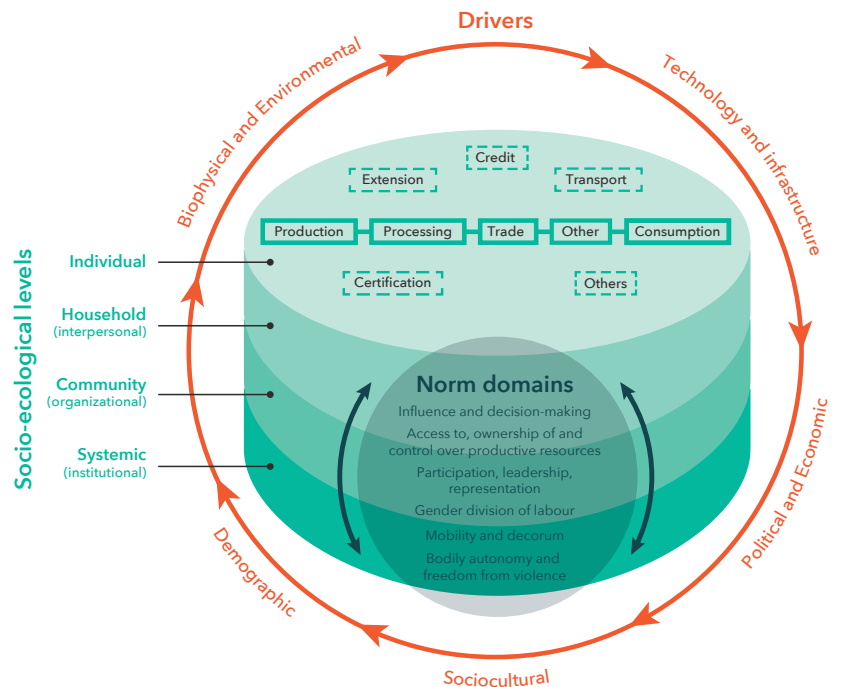 Drivers
Biophysical and Environmental
Technology and infrastructure
Credit
Extension
Transport
Production
Processing
Trade
Other
Consumption
Certification
Others
Socio-ecological levels
Individual
Household
(interpersonal)
Community
(organizational)
Systemic
(institutional)
Norm domains
Influence and decision-making
Access to, ownership of and
control over productive resources
Participation, leadership,
representation
Gender division of labour
Mobility and decorum
Bodily autonomy and
freedom from violence
Political and Economic
Demographic
Sociocultural